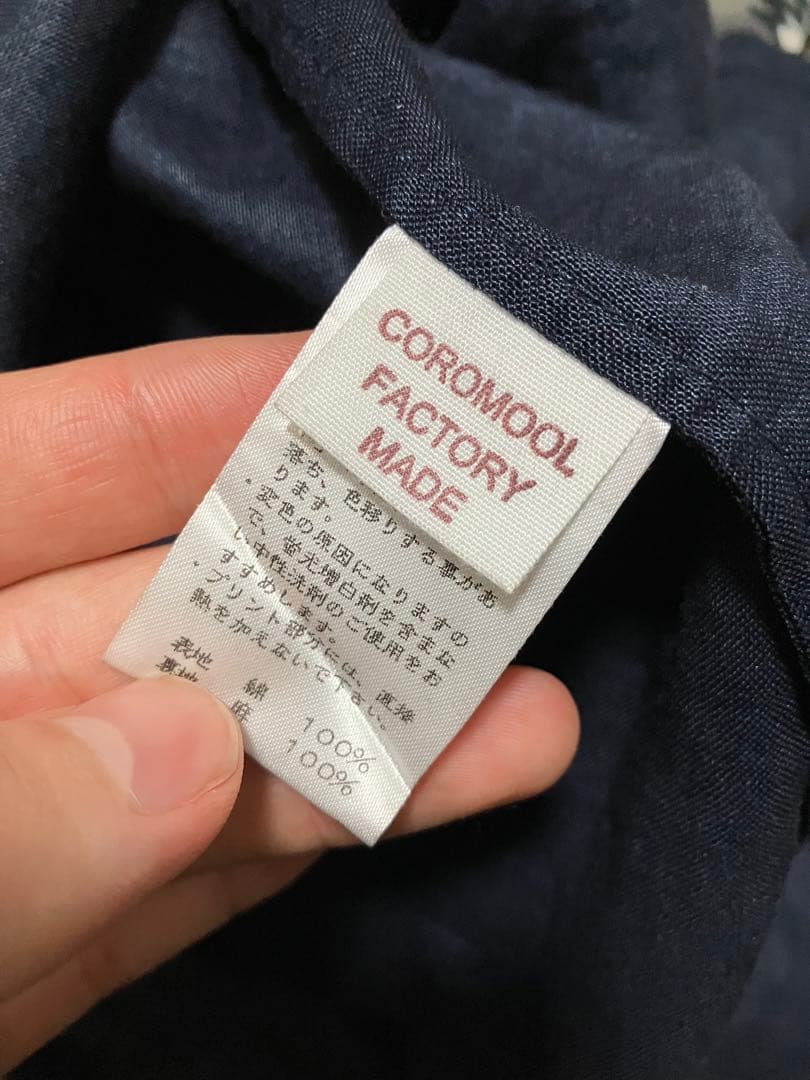 COROMOOL
FACTORY
MADE
落ち、色移りする事があ
ります。
・変色の原因になりますの
で、蛍光増白剤を含まな
い中性洗剤のご使用をお
すすめします。
・プリント部分には、直接
熱を加えないで下さい。
表地 綿 100%
裏地 麻 100%